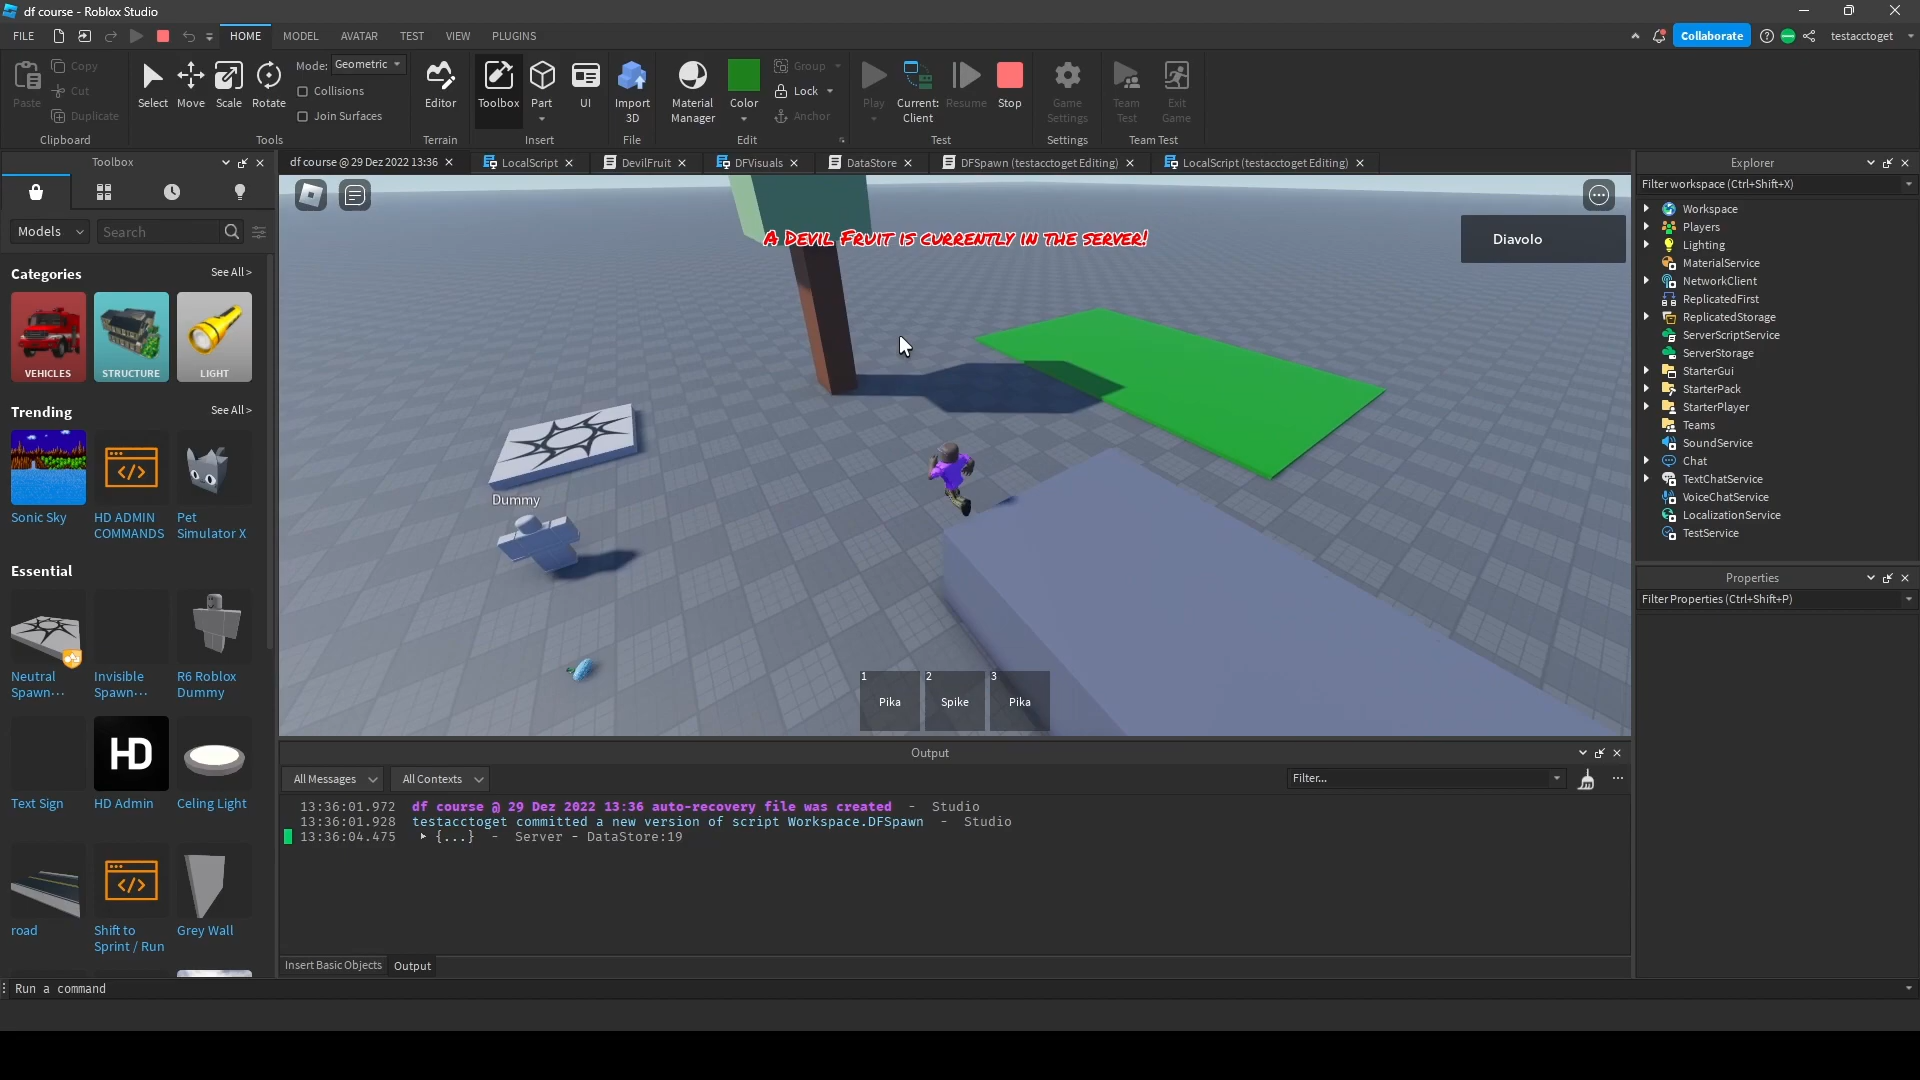 df course - Roblox Studio
FILE
HOME
MODEL
AVATAR
TEST
VIEW
PLUGINS
Collaborate
testacctoget
Paste
Copy
Cut
Duplicate
Clipboard
Select
Move
Scale
Rotate
Mode: Geometric
Collisions
Join Surfaces
Tools
Editor
Terrain
Toolbox
Part
UI
Insert
Import 3D
File
Material Manager
Color
Group
Lock
Anchor
Edit
Play
Current: Client
Resume
Stop
Test
Game Settings
Settings
Team Test
Exit Game
Team Test
Toolbox
df course @ 29 Dez 2022 13:36
LocalScript
DevilFruit
DFVisuals
DataStore
DFSpawn (testacctoget Editing)
LocalScript (testacctoget Editing)
Explorer
Models
Search
Categories
See All >
VEHICLES
STRUCTURE
LIGHT
Trending
See All >
Sonic Sky
HD ADMIN COMMANDS
Pet Simulator X
Essential
Neutral Spawn...
Invisible Spawn...
R6 Roblox Dummy
HD
Text Sign
HD Admin
Celing Light
road
Shift to Sprint / Run
Grey Wall
A Devil Fruit is currently in the server!
Diavolo
Dummy
1
Pika
2
Spike
3
Pika
Filter workspace (Ctrl+Shift+X)
Workspace
Players
Lighting
MaterialService
NetworkClient
ReplicatedFirst
ReplicatedStorage
ServerScriptService
ServerStorage
StarterGui
StarterPack
StarterPlayer
Teams
SoundService
Chat
TextChatService
VoiceChatService
LocalizationService
TestService
Properties
Filter Properties (Ctrl+Shift+P)
Output
All Messages
All Contexts
Filter...
13:36:01.972 df course @ 29 Dez 2022 13:36 auto-recovery file was created - Studio
13:36:01.928 testacctoget committed a new version of script Workspace.DFSpawn - Studio
13:36:04.475 ▶ {...} - Server - DataStore:19
Insert Basic Objects
Output
Run a command